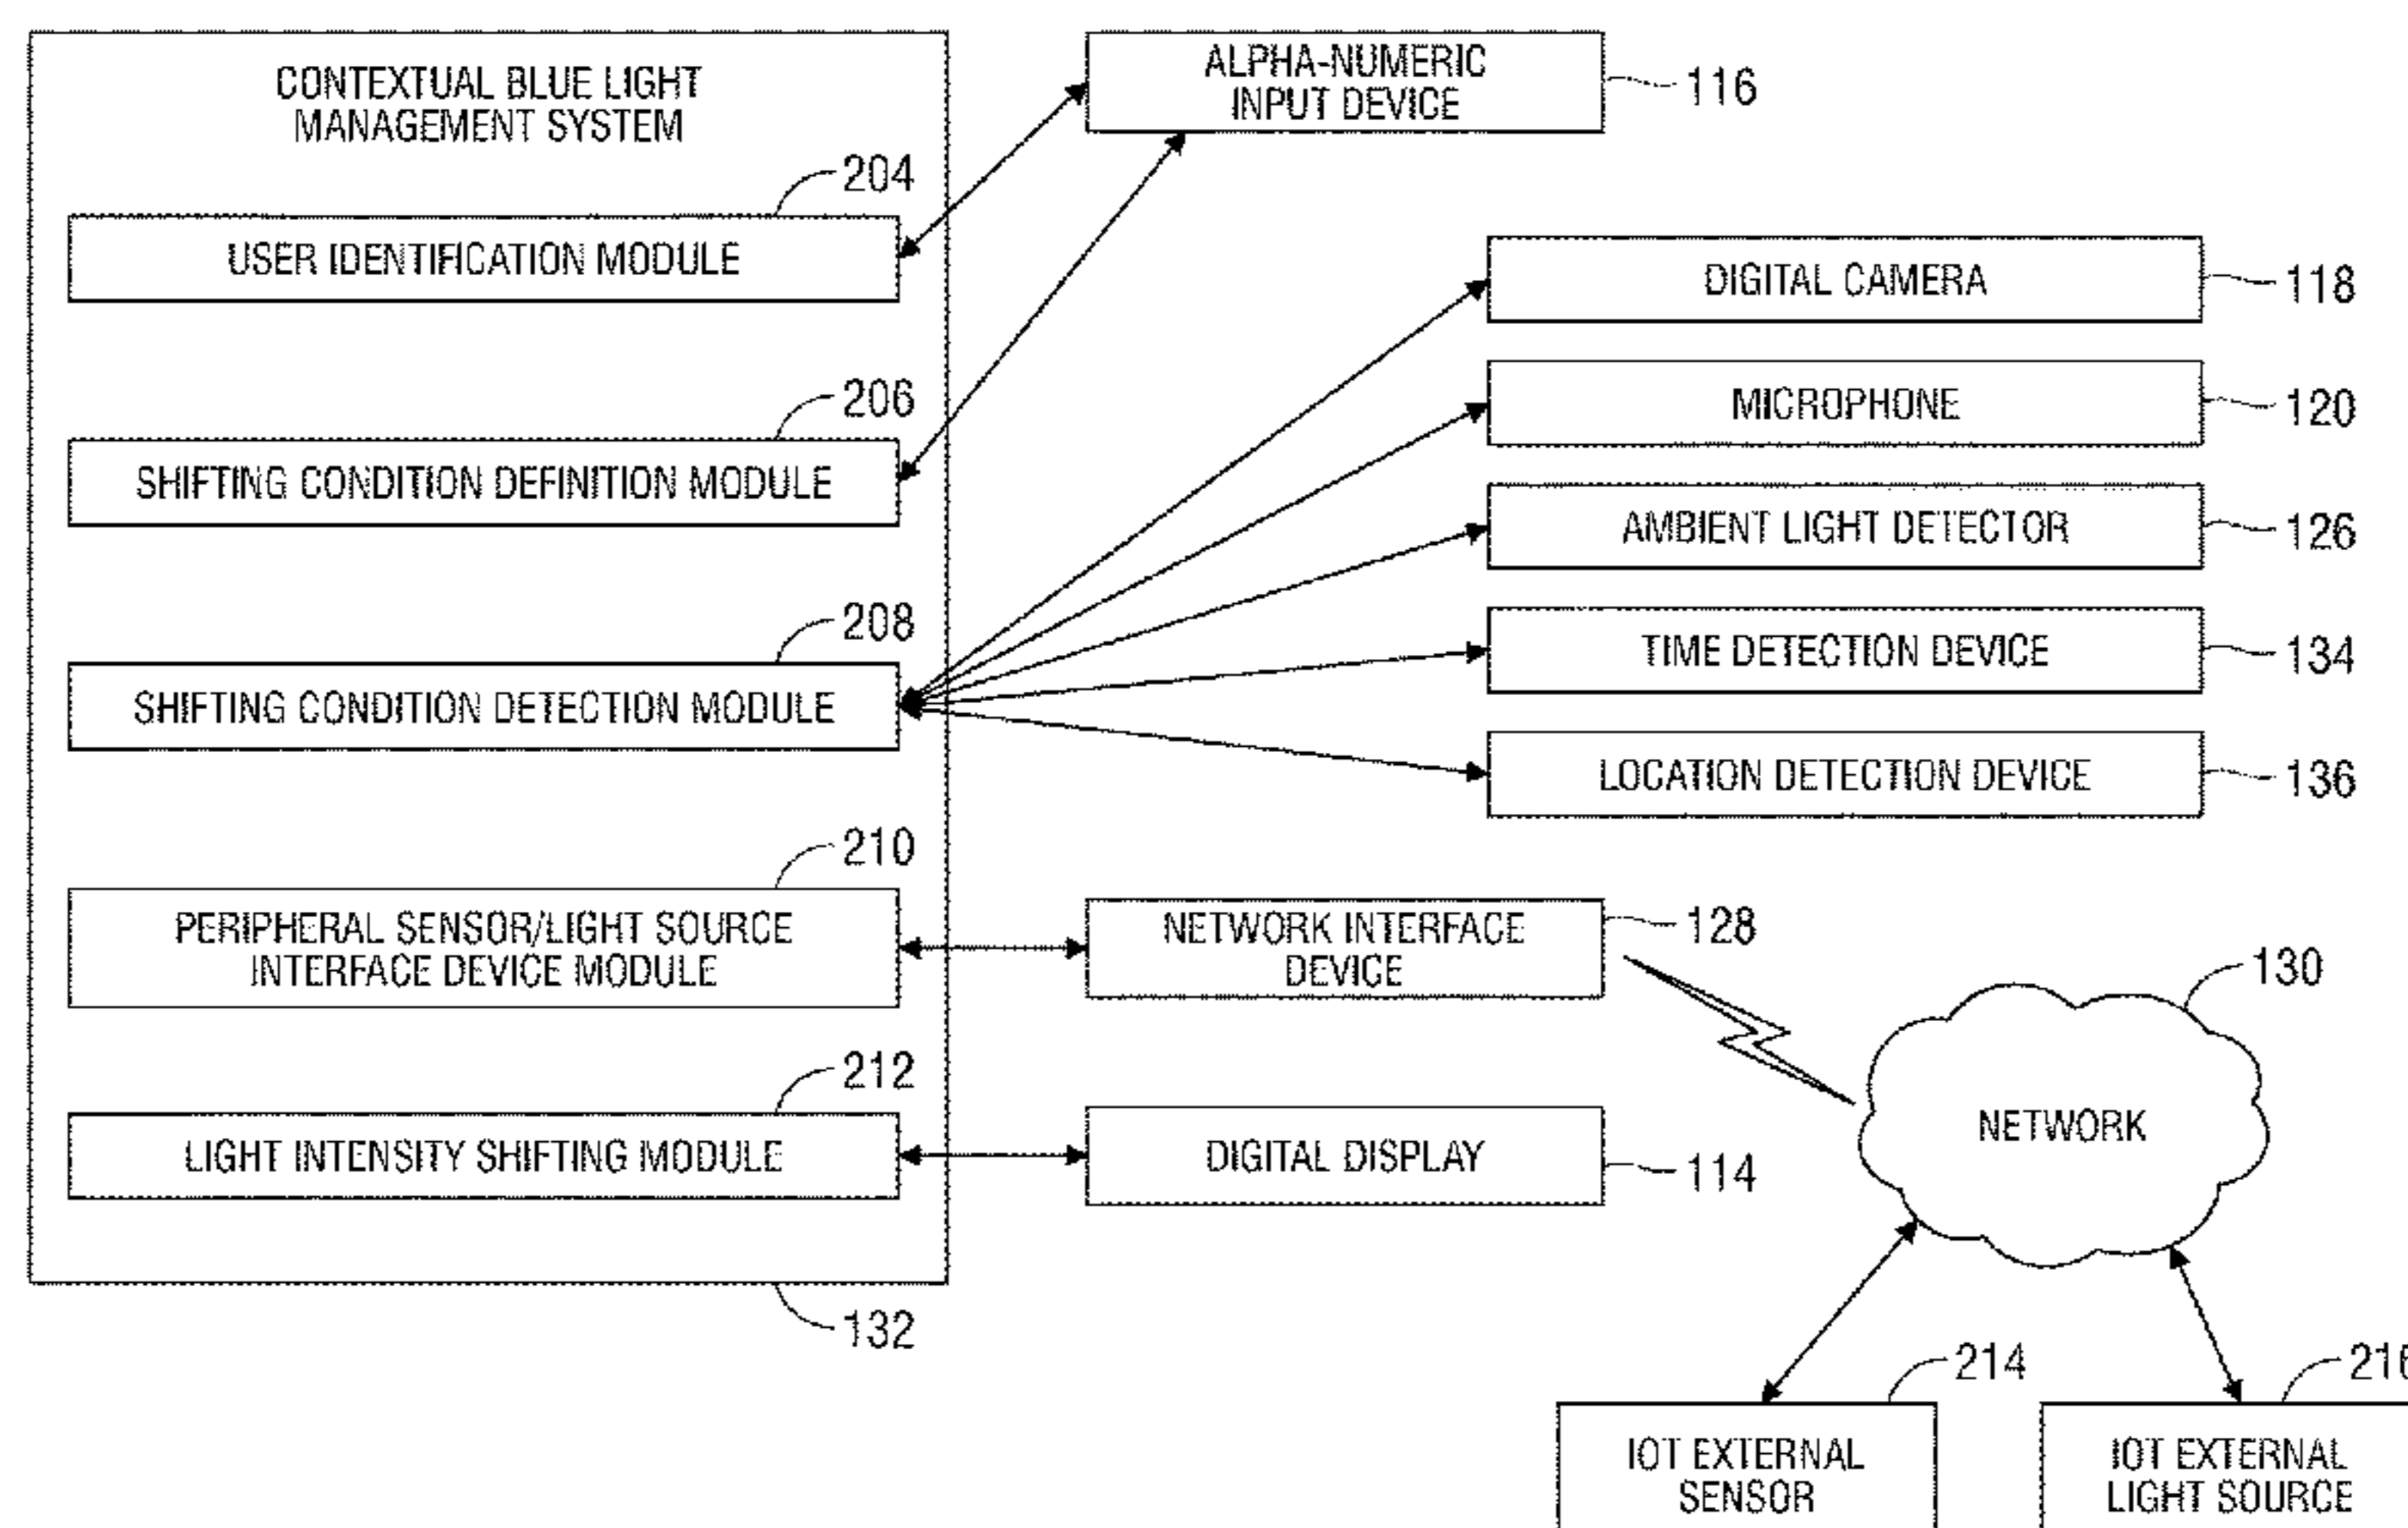 CONTEXTUAL BLUE LIGHT
MANAGEMENT SYSTEM
204
USER IDENTIFICATION MODULE
206
SHIFTING CONDITION DEFINITION MODULE
208
SHIFTING CONDITION DETECTION MODULE
210
PERIPHERAL SENSOR/LIGHT SOURCE
INTERFACE DEVICE MODULE
212
LIGHT INTENSITY SHIFTING MODULE
132
ALPHA-NUMERIC
INPUT DEVICE
116
DIGITAL CAMERA
118
MICROPHONE
120
AMBIENT LIGHT DETECTOR
126
TIME DETECTION DEVICE
134
LOCATION DETECTION DEVICE
136
NETWORK INTERFACE
DEVICE
128
DIGITAL DISPLAY
114
130
NETWORK
214
IOT EXTERNAL
SENSOR
216
IOT EXTERNAL
LIGHT SOURCE